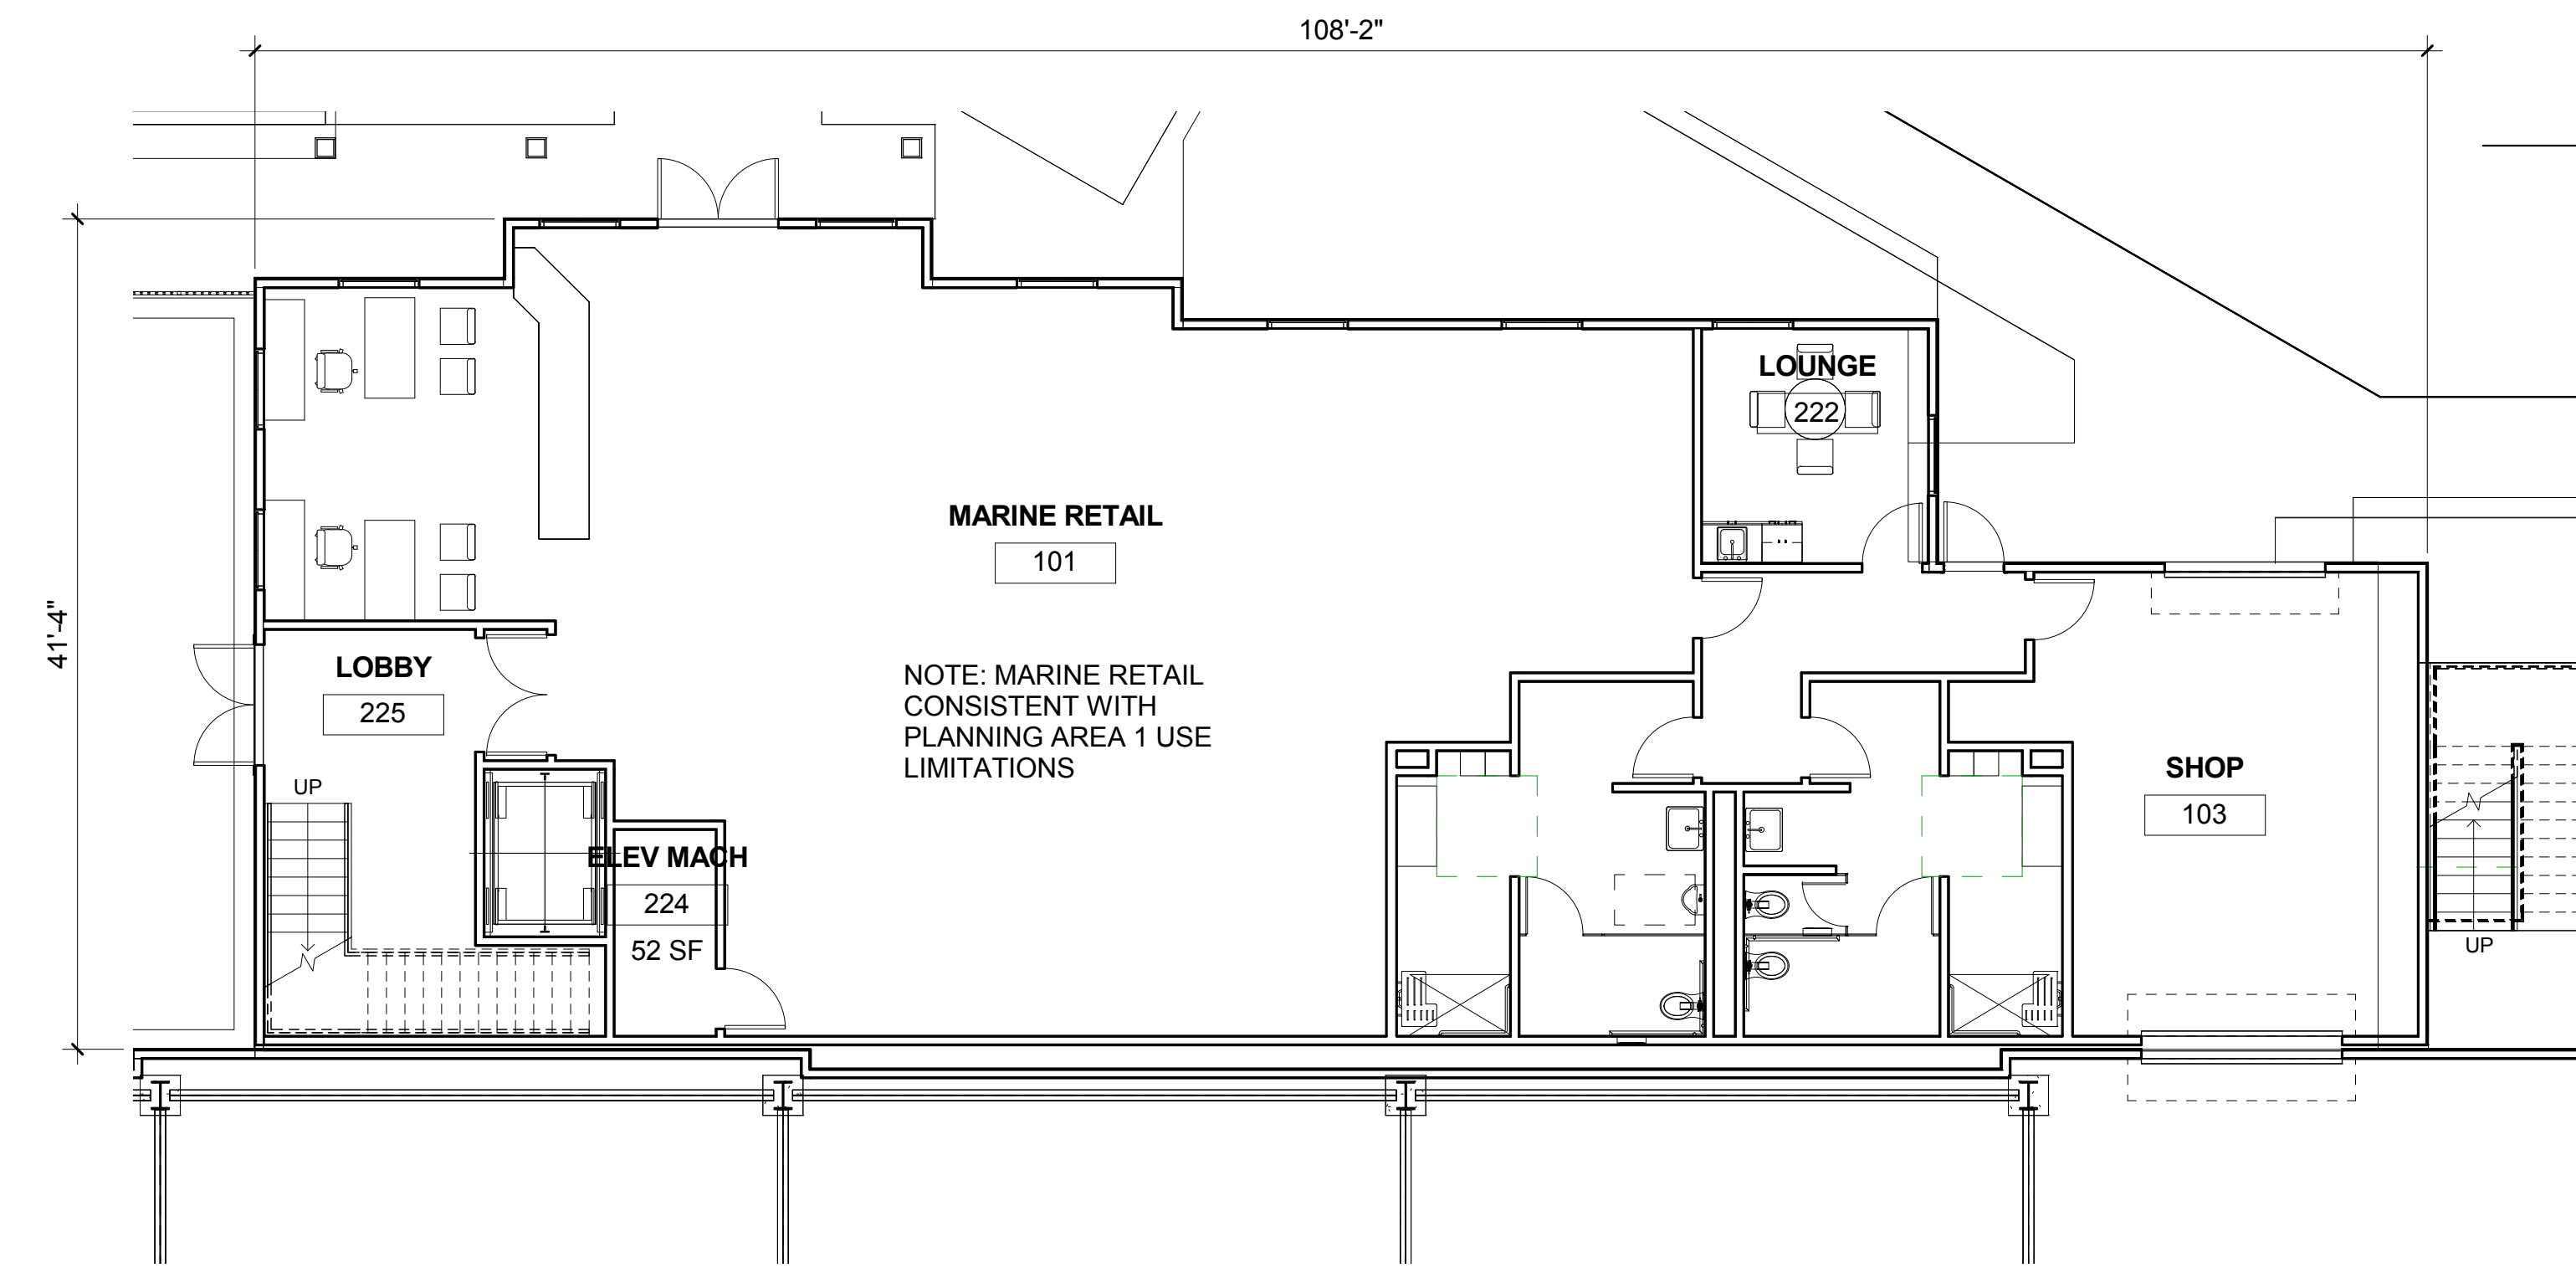 108'-2"
41'-4"
LOUNGE
222
MARINE RETAIL
101
NOTE: MARINE RETAIL
CONSISTENT WITH
PLANNING AREA 1 USE
LIMITATIONS
LOBBY
225
UP
ELEV MACH
224
52 SF
SHOP
103
UP